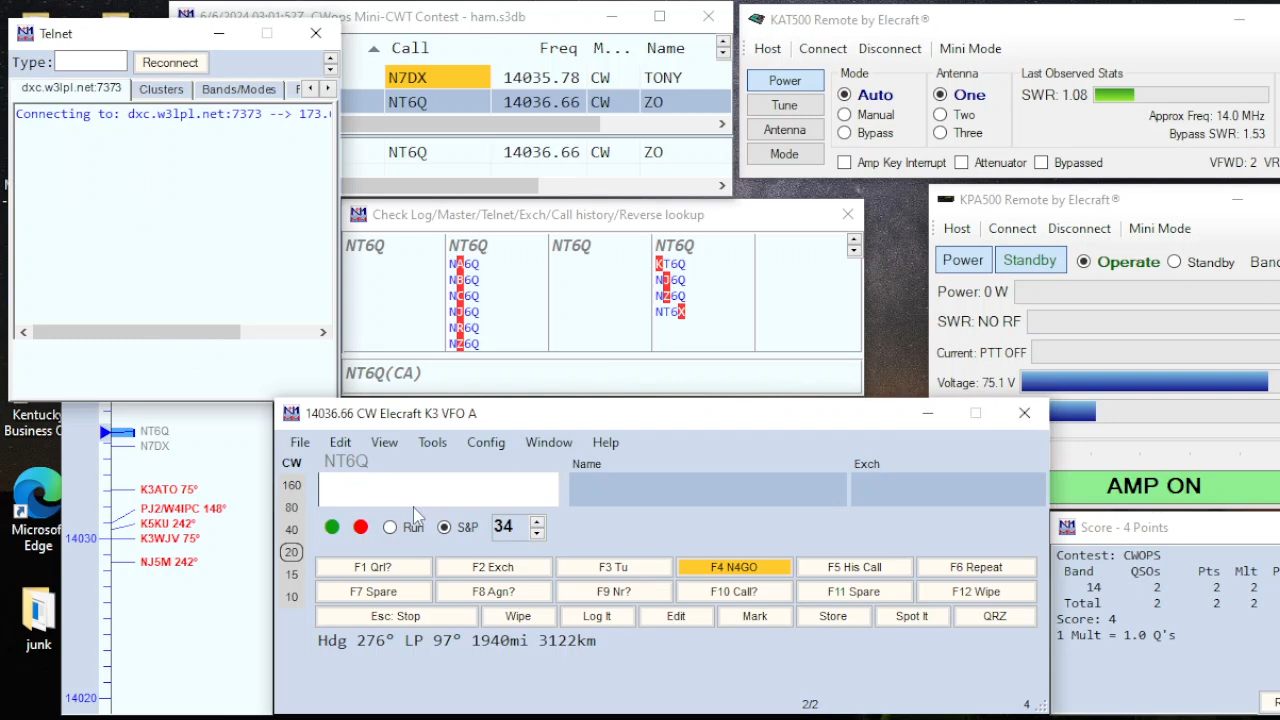 Telnet
Type:
Reconnect
dxc.w3lpl.net:7373
Clusters
Bands/Modes
Connecting to: dxc.w3lpl.net:7373 --> 173.
6/6/2024 03:01:52Z CWops Mini-CWT Contest - ham.s3db
Call Freq M... Name
N7DX 14035.78 CW TONY
NT6Q 14036.66 CW ZO
NT6Q 14036.66 CW ZO
KAT500 Remote by Elecraft®
Host Connect Disconnect Mini Mode
Power
Tune
Antenna
Mode
Mode
Auto
Manual
Bypass
Antenna
One
Two
Three
Last Observed Stats
SWR: 1.08
Approx Freq: 14.0 MHz
Bypass SWR: 1.53
Amp Key Interrupt Attenuator Bypassed
VFWD: 2 VR
Check Log/Master/Telnet/Exch/Call history/Reverse lookup
NT6Q NT6Q NT6Q NT6Q
NA6Q KT6Q
NB6Q NJ6Q
NC6Q NZ6Q
NJ6Q NT6X
NR6Q
NZ6Q
NT6Q(CA)
KPA500 Remote by Elecraft®
Host Connect Disconnect Mini Mode
Power Standby Operate Standby Band
Power: 0 W
SWR: NO RF
Current: PTT OFF
Voltage: 75.1 V
AMP ON
Kentucky
Business C
Microsoft
Edge
junk
NT6Q
N7DX
K3ATO 75°
PJ2/W4IPC 148°
K5KU 242°
14030
K3WJV 75°
NJ5M 242°
14020
14036.66 CW Elecraft K3 VFO A
File Edit View Tools Config Window Help
CW
160
80
40
20
15
10
NT6Q
Name
Exch
Run S&P 34
F1 Qrl? F2 Exch F3 Tu F4 N4GO F5 His Call F6 Repeat
F7 Spare F8 Agn? F9 Nr? F10 Call? F11 Spare F12 Wipe
Esc: Stop Wipe Log It Edit Mark Store Spot It QRZ
Hdg 276° LP 97° 1940mi 3122km
2/2 4
Score - 4 Points
Contest: CWOPS
Band QSOs Pts Mlt
14 2 2 2
Total 2 2 2
Score: 4
1 Mult = 1.0 Q's